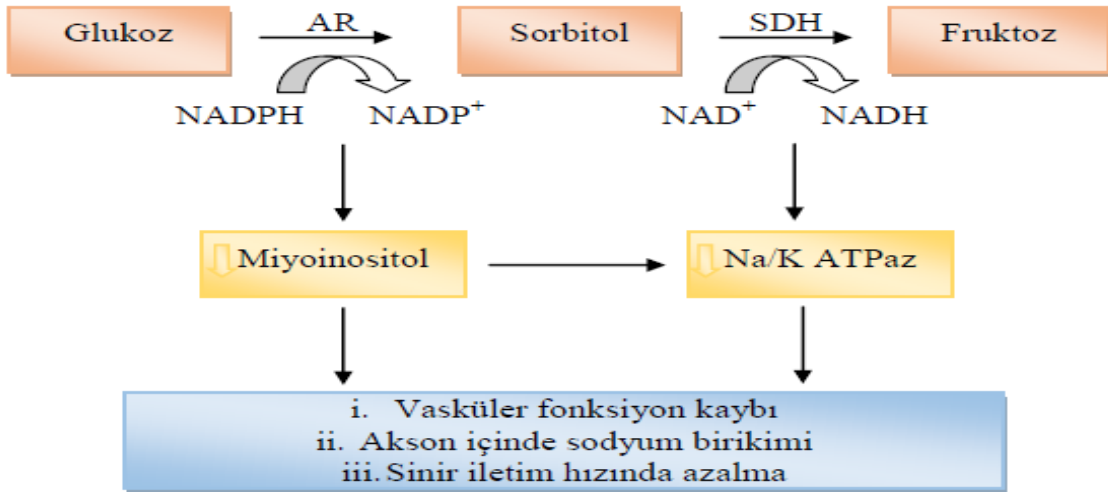 Glukoz AR Sorbitol SDH Fruktoz
NADPH NADP+ NAD+ NADH
Miyoinositol Na/K ATPaz
i. Vasküler fonksiyon kaybı
ii. Akson içinde sodyum birikimi
iii. Sinir iletim hızında azalma